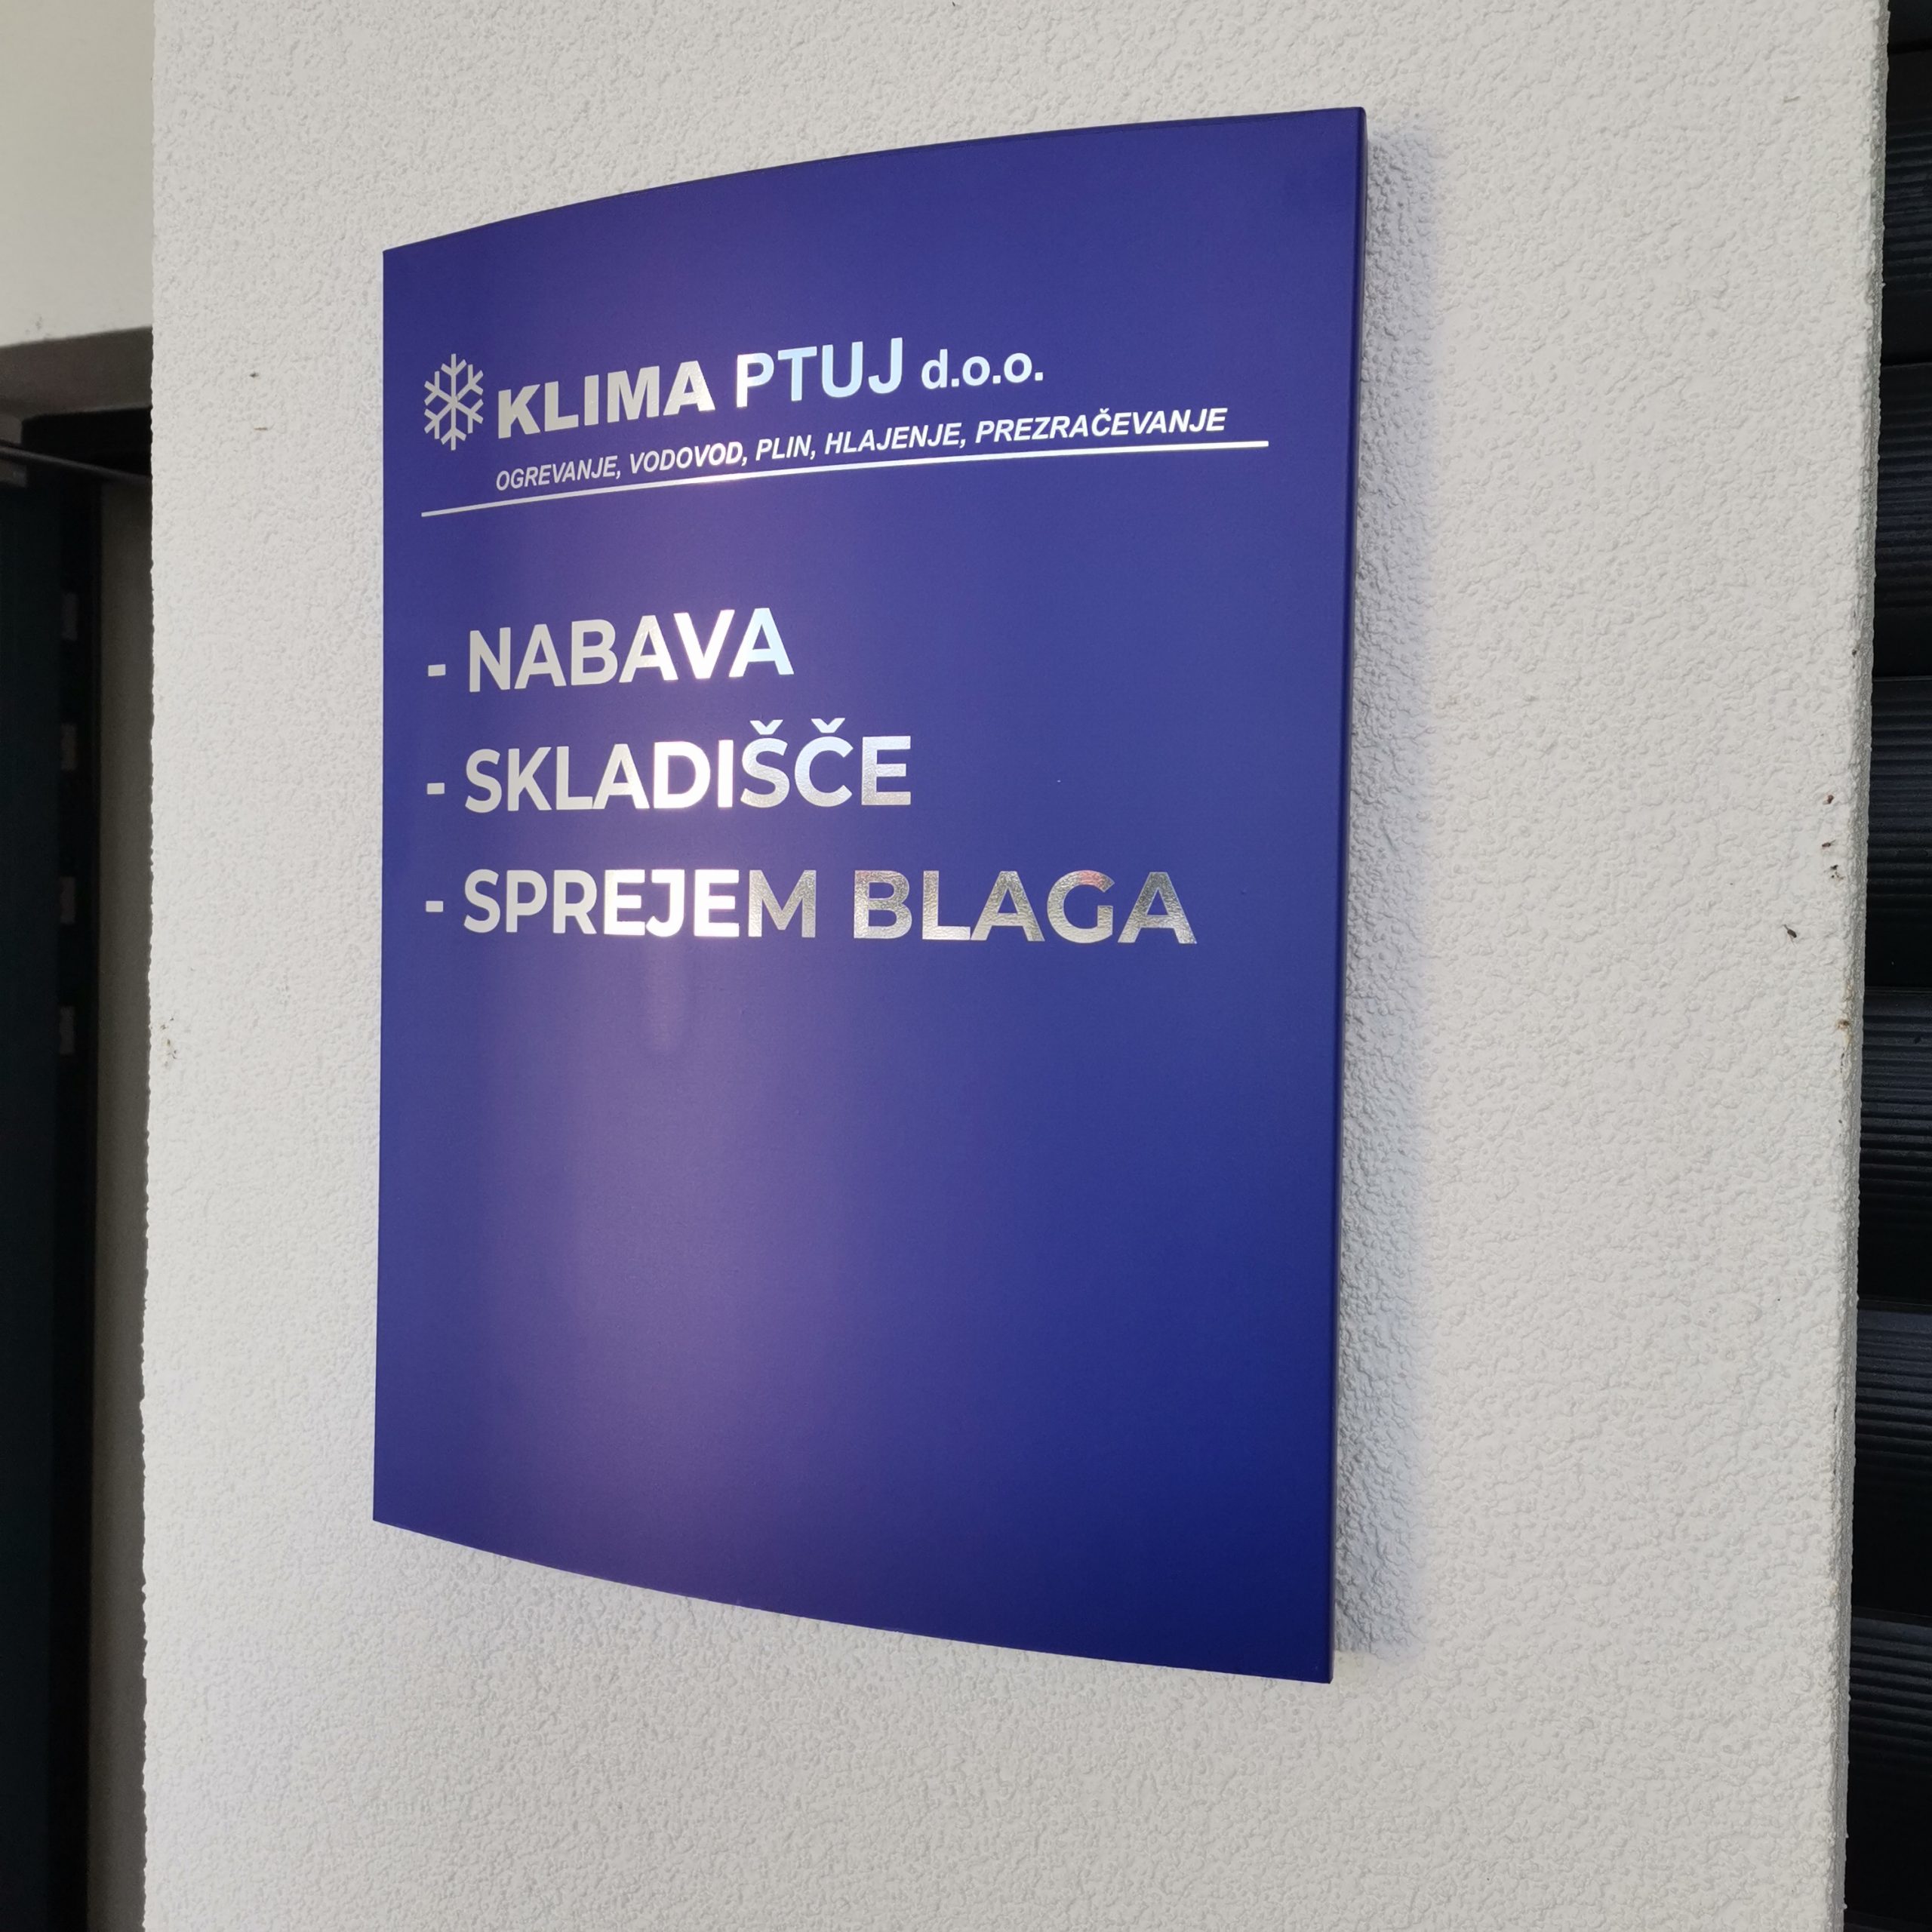 KLIMA PTUJ d.o.o.
OGREVANJE, VODOVOD, PLIN, HLAJENJE, PREZRAČEVANJE
- NABAVA
- SKLADIŠČE
- SPREJEM BLAGA